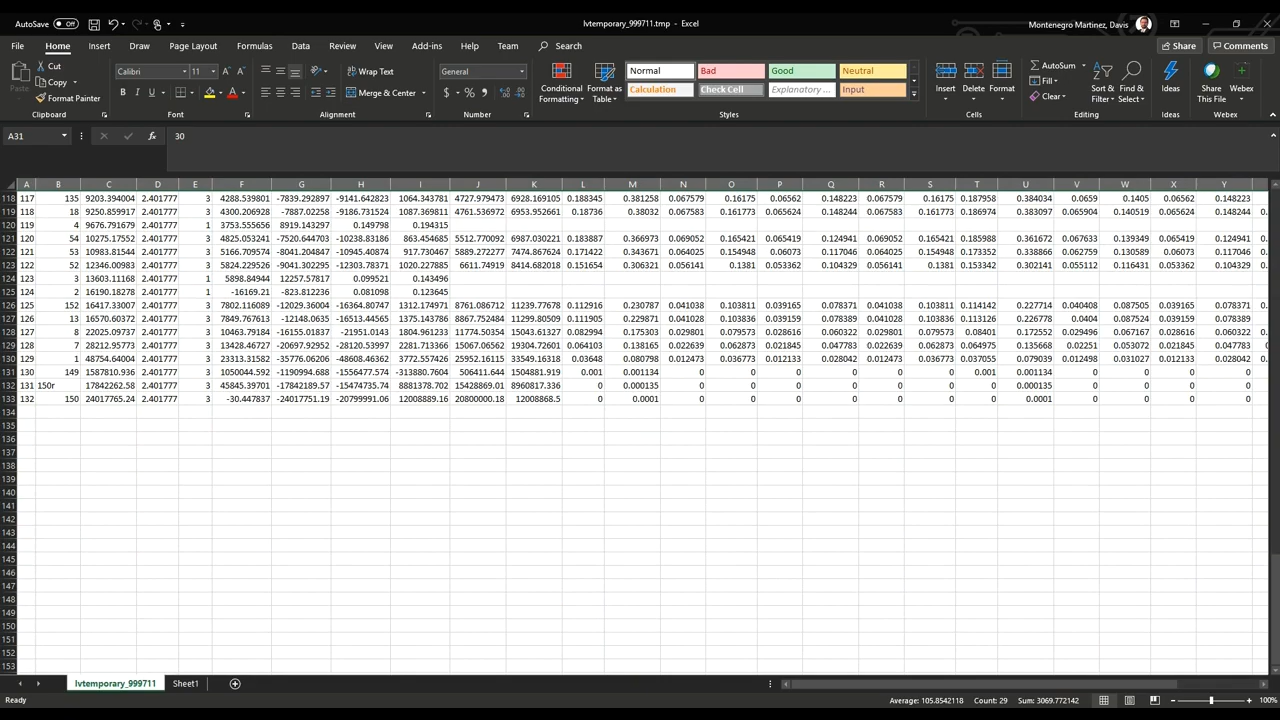 AutoSave Off lvtemporary_999711.tmp - Excel Montenegro Martinez, Davis
File Home Insert Draw Page Layout Formulas Data Review View Add-ins Help Team Search Share Comments
Paste Cut Copy Format Painter Clipboard
Calibri 11 B I U Font
Wrap Text Merge & Center Alignment
General $ % Number
Conditional Formatting Format as Table
Normal Bad Good Neutral
Calculation Check Cell Explanatory ... Input
Styles
Insert Delete Format Cells
AutoSum Fill Clear Sort & Filter Find & Select Editing
Ideas Ideas
Share This File Webex Webex
A31 fx 30
A B C D E F G H I J K L M N O P Q R S T U V W X Y
118 117 135 9203.394004 2.401777 3 4288.539801 -7839.292897 -9141.642823 1064.343781 4727.979473 6928.169105 0.188345 0.381258 0.067579 0.16175 0.06562 0.148223 0.067579 0.16175 0.187958 0.384034 0.0659 0.1405 0.06562 0.148223
119 118 18 9250.859917 2.401777 3 4300.206928 -7887.02258 -9186.731524 1087.369811 4761.536972 6953.952661 0.18736 0.38032 0.067583 0.161773 0.065624 0.148244 0.067583 0.161773 0.186974 0.383097 0.065904 0.140519 0.065624 0.148244
120 119 4 9676.791679 2.401777 1 3753.555656 8919.143297 0.149798 0.194315
121 120 54 10275.17552 2.401777 3 4825.053241 -7520.644703 -10238.83186 863.454685 5512.770092 6987.030221 0.183887 0.366973 0.069052 0.165421 0.065419 0.124941 0.069052 0.165421 0.185988 0.361672 0.067633 0.139349 0.065419 0.124941 0.
122 121 53 10983.81544 2.401777 3 5166.709574 -8041.204847 -10945.40874 917.730467 5889.272277 7474.867624 0.171422 0.343671 0.064025 0.154948 0.06073 0.117046 0.064025 0.154948 0.173352 0.338866 0.062759 0.130589 0.06073 0.117046 0.
123 122 52 12346.00983 2.401777 3 5824.229526 -9041.302295 -12303.78371 1020.227885 6611.74919 8414.682018 0.151654 0.306321 0.056141 0.1381 0.053362 0.104329 0.056141 0.1381 0.153342 0.302141 0.055112 0.116431 0.053362 0.104329 0.
124 123 3 13603.11168 2.401777 1 5898.84944 12257.57817 0.099521 0.143496
125 124 2 16190.18278 2.401777 1 -16169.21 -823.812236 0.081098 0.123645
126 125 152 16417.33007 2.401777 3 7802.116089 -12029.36004 -16364.80747 1312.174971 8761.086712 11239.77678 0.112916 0.230787 0.041038 0.103811 0.039165 0.078371 0.041038 0.103811 0.114142 0.227714 0.040408 0.087505 0.039165 0.078371 0.
127 126 13 16570.60372 2.401777 3 7849.767613 -12148.0635 -16513.44565 1375.143786 8867.752484 11299.80509 0.111905 0.229871 0.041011 0.103789 0.039128 0.078389 0.041011 0.103789 0.113126 0.226778 0.0404 0.087524 0.039128 0.078389 0.
128 127 8 22025.09737 2.401777 3 10463.79184 -16155.01837 -21951.0143 1804.961233 11774.50354 15043.61327 0.082994 0.175303 0.029801 0.079573 0.028616 0.060322 0.029801 0.079573 0.08401 0.172552 0.029496 0.067167 0.028616 0.060322 0.
129 128 7 28212.95773 2.401777 3 13428.46727 -20697.92952 -28120.53997 2281.713366 15067.06562 19304.72601 0.064103 0.138165 0.022639 0.062973 0.021845 0.047783 0.022639 0.062973 0.064975 0.135668 0.02251 0.053072 0.021845 0.047783 0.
130 129 1 48754.64004 2.401777 3 23313.31582 -35776.06206 -48608.46362 3772.557426 25952.16115 33549.16318 0.03648 0.080798 0.012473 0.036773 0.012133 0.028042 0.012473 0.036773 0.037055 0.079039 0.012498 0.031027 0.012133 0.028042 0.
131 130 149 1587810.936 2.401777 3 1050044.592 -1190994.688 -1556477.574 -313880.7604 506411.644 1504881.919 0.001 0.001134 0 0 0 0 0 0 0.001 0.001134 0 0 0 0
132 131 150r 17842262.58 2.401777 3 45845.39701 -17842189.57 -15474735.74 8881378.702 15428869.01 8960817.336 0 0.000135 0 0 0 0 0 0 0 0.000135 0 0 0 0
133 132 150 24017765.24 2.401777 3 -30.447837 -24017751.19 -20799991.06 12008889.16 20800000.18 12008868.5 0 0.0001 0 0 0 0 0 0 0 0.0001 0 0 0 0
134
135
136
137
138
139
140
141
142
143
144
145
146
147
148
149
150
151
152
153
lvtemporary_999711 Sheet1
Ready Average: 105.8542118 Count: 29 Sum: 3069.772142 100%